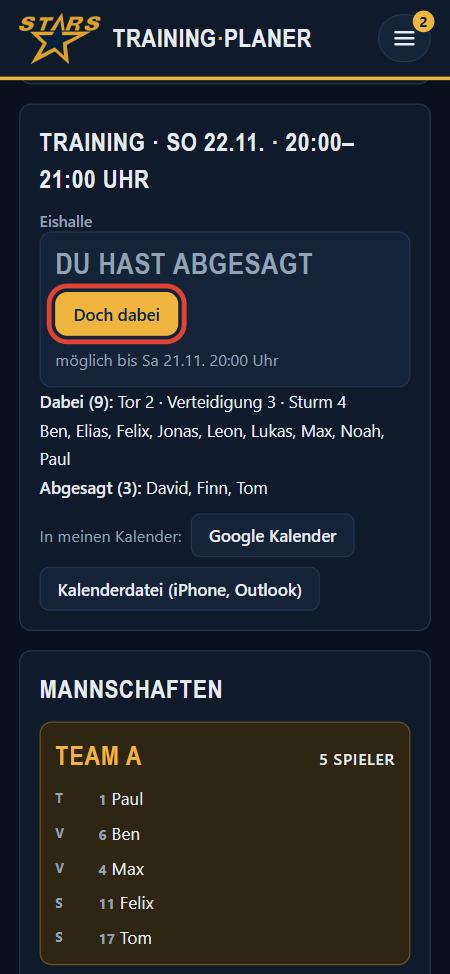 STARS
TRAINING·PLANER
2
TRAINING · SO 22.11. · 20:00–
21:00 UHR
Eishalle
DU HAST ABGESAGT
Doch dabei
möglich bis Sa 21.11. 20:00 Uhr
Dabei (9): Tor 2 · Verteidigung 3 · Sturm 4
Ben, Elias, Felix, Jonas, Leon, Lukas, Max, Noah,
Paul
Abgesagt (3): David, Finn, Tom
In meinen Kalender: Google Kalender
Kalenderdatei (iPhone, Outlook)
MANNSCHAFTEN
TEAM A 5 SPIELER
T 1 Paul
V 6 Ben
V 4 Max
S 11 Felix
S 17 Tom